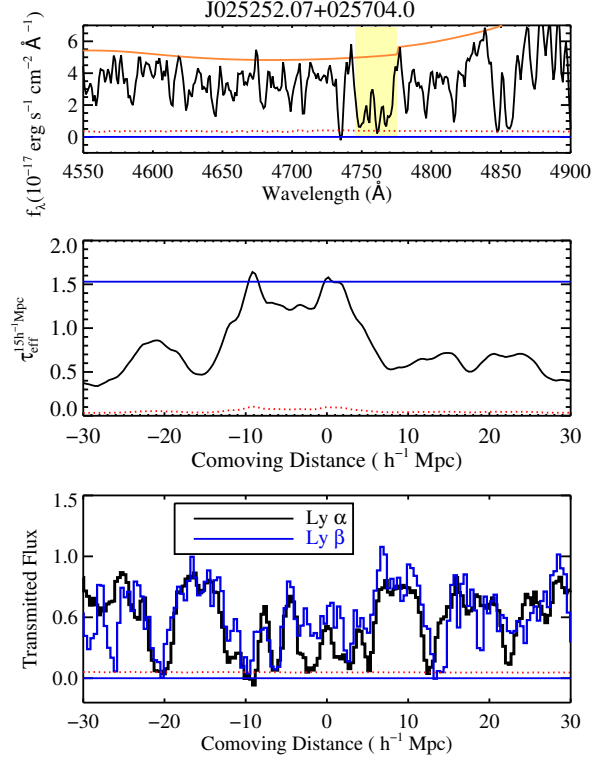 J025252.07+025704.0
f_λ(10⁻¹⁷ erg s⁻¹ cm⁻² Å⁻¹)
6
4
2
0
4550 4600 4650 4700 4750 4800 4850 4900
Wavelength (Å)
τ_eff^15h⁻¹Mpc
2.0
1.5
1.0
0.5
0.0
−30 −20 −10 0 10 20 30
Comoving Distance ( h⁻¹ Mpc)
Transmitted Flux
1.5
1.0
0.6
0.0
Ly α
Ly β
−30 −20 −10 0 10 20 30
Comoving Distance ( h⁻¹ Mpc)